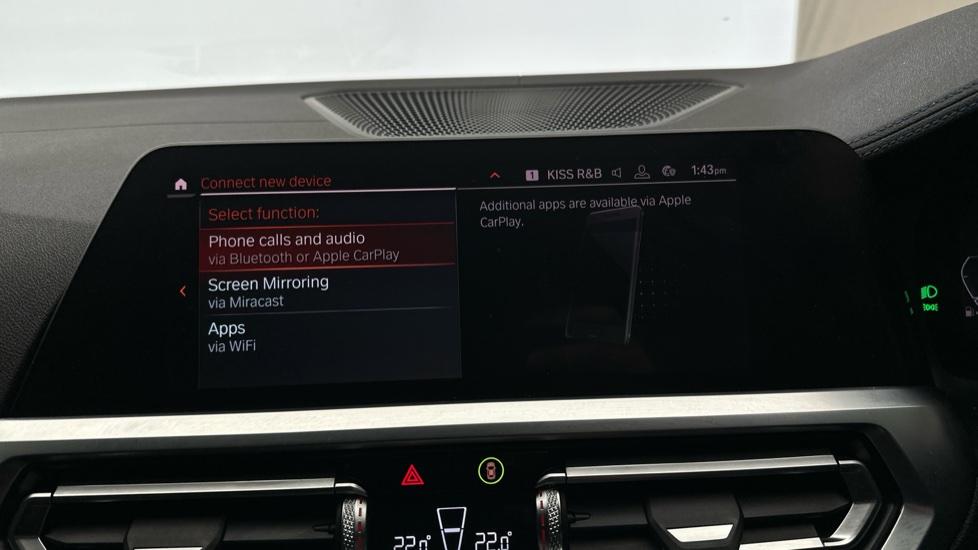 Connect new device
1 KISS R&B 1:43pm
Select function:
Phone calls and audio
via Bluetooth or Apple CarPlay
Screen Mirroring
via Miracast
Apps
via WiFi
Additional apps are available via Apple
CarPlay.
22.0° 22.0°